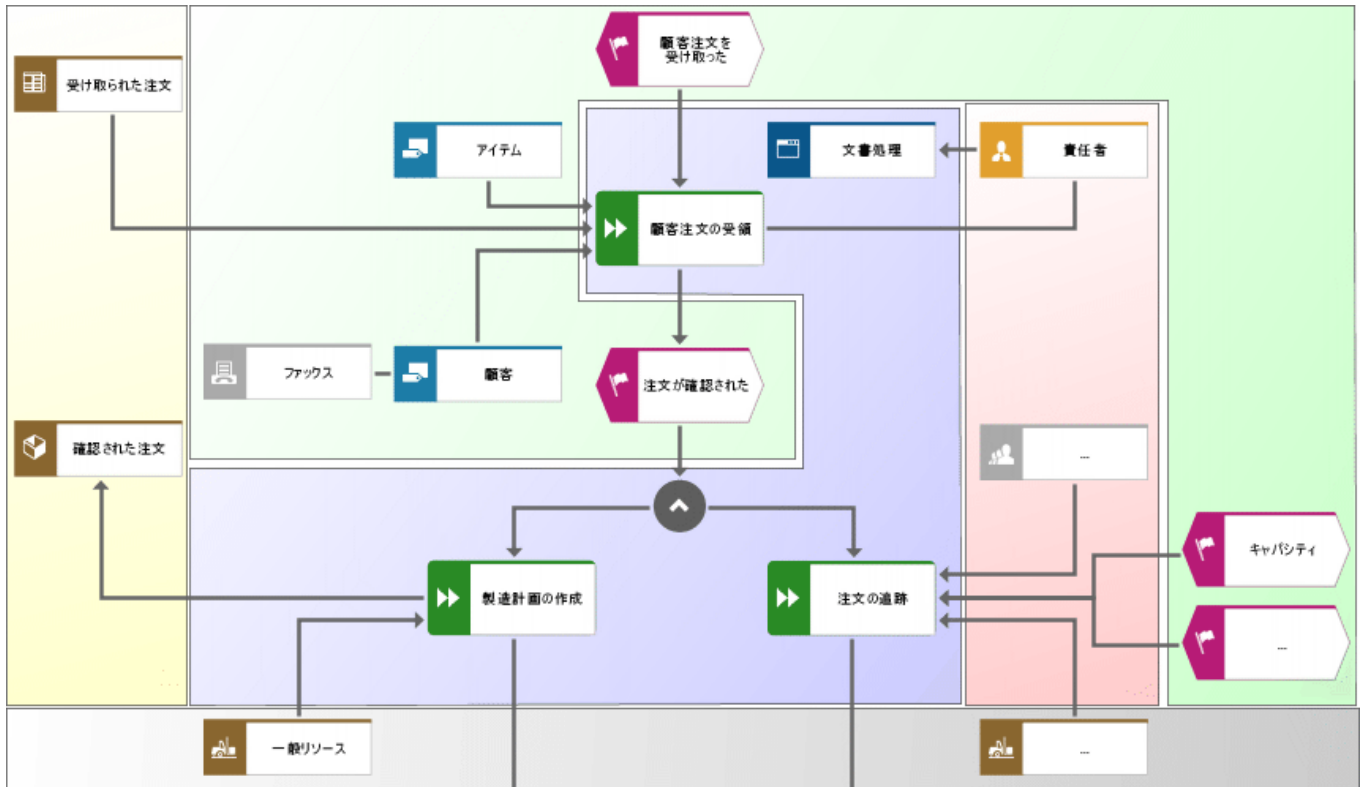 顧客注文を
受け取った
受け取られた注文
アイテム
文書処理
責任者
顧客注文の受領
ファックス
顧客
注文が確認された
確認された注文
...
キャパシティ
製造計画の作成
注文の追跡
...
一般リソース
...